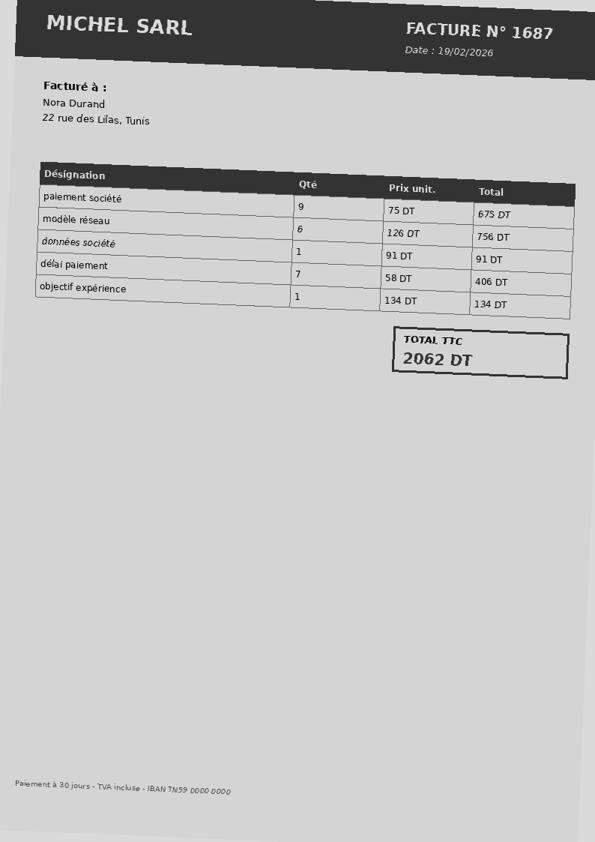 MICHEL SARL
FACTURE N° 1687
Date : 19/02/2026
Facturé à :
Nora Durand
22 rue des Lilas, Tunis
Désignation Qté Prix unit. Total
paiement société 9 75 DT 675 DT
modèle réseau 6 126 DT 756 DT
données société 1 91 DT 91 DT
délai paiement 7 58 DT 406 DT
objectif expérience 1 134 DT 134 DT
TOTAL TTC
2062 DT
Paiement à 30 jours - TVA incluse - IBAN TN59 0000 0000